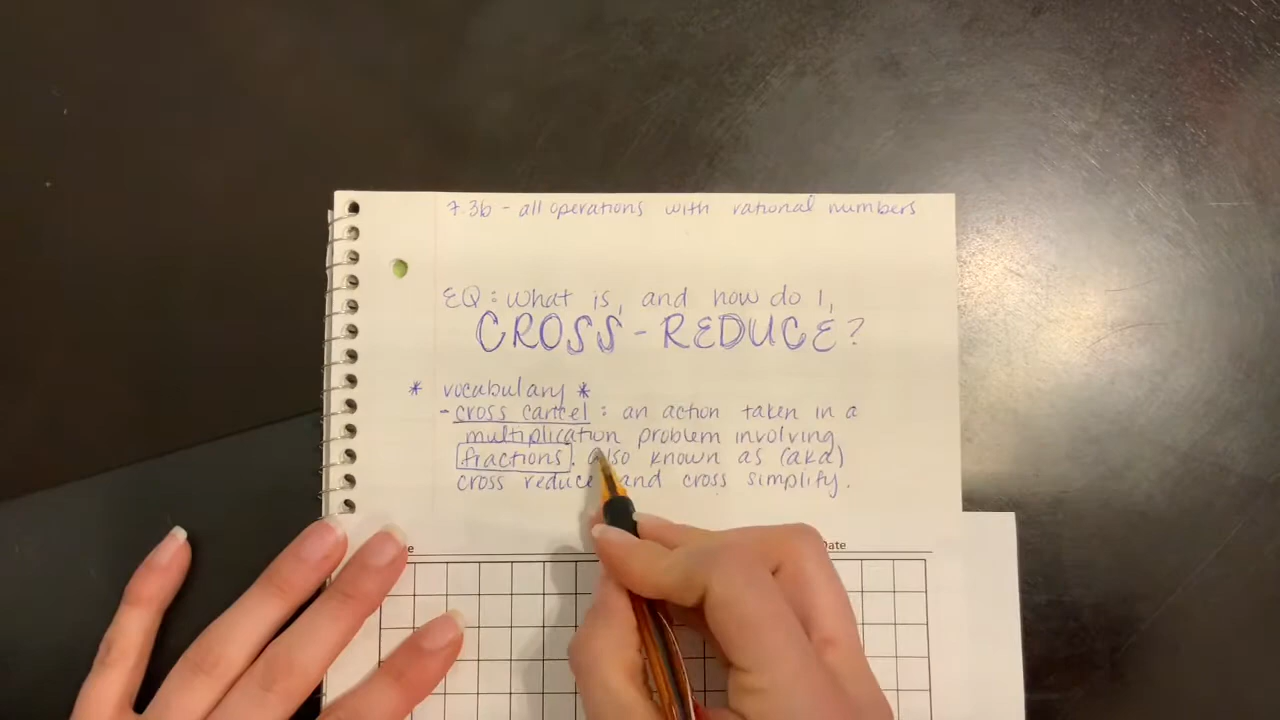 7.3b - all operations with rational numbers
EQ: what is, and how do I,
CROSS-REDUCE?
* vocabulary *
- cross cancel : an action taken in a
multiplication problem involving
fractions. also known as (aka)
cross reduce and cross simplify.
Date